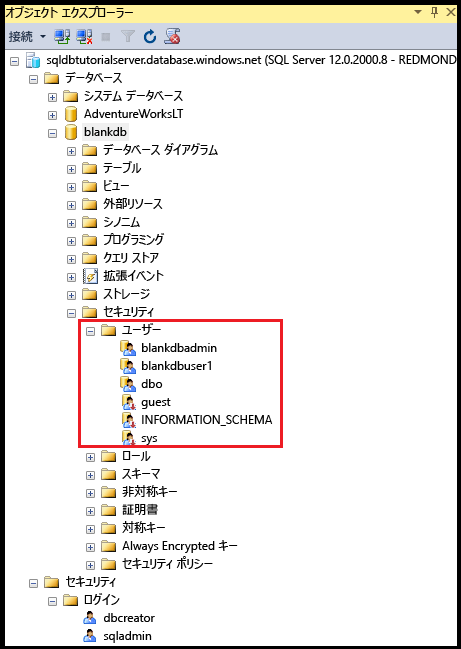 オブジェクト エクスプローラー
接続
sqldbtutorialserver.database.windows.net (SQL Server 12.0.2000.8 - REDMOND
データベース
システム データベース
AdventureWorksLT
blankdb
データベース ダイアグラム
テーブル
ビュー
外部リソース
シノニム
プログラミング
クエリ ストア
拡張イベント
ストレージ
セキュリティ
ユーザー
blankdbadmin
blankdbuser1
dbo
guest
INFORMATION_SCHEMA
sys
ロール
スキーマ
非対称キー
証明書
対称キー
Always Encrypted キー
セキュリティ ポリシー
セキュリティ
ログイン
dbcreator
sqladmin